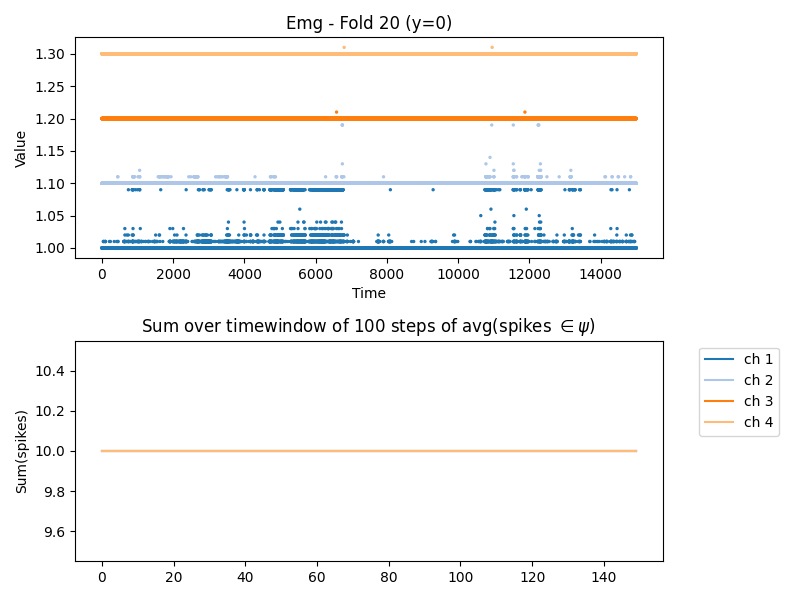 Emg - Fold 20 (y=0)
Value
1.30
1.25
1.20
1.15
1.10
1.05
1.00
0 2000 4000 6000 8000 10000 12000 14000
Time
Sum over timewindow of 100 steps of avg(spikes ∈ψ)
Sum(spikes)
10.4
10.2
10.0
9.8
9.6
0 20 40 60 80 100 120 140
ch 1
ch 2
ch 3
ch 4